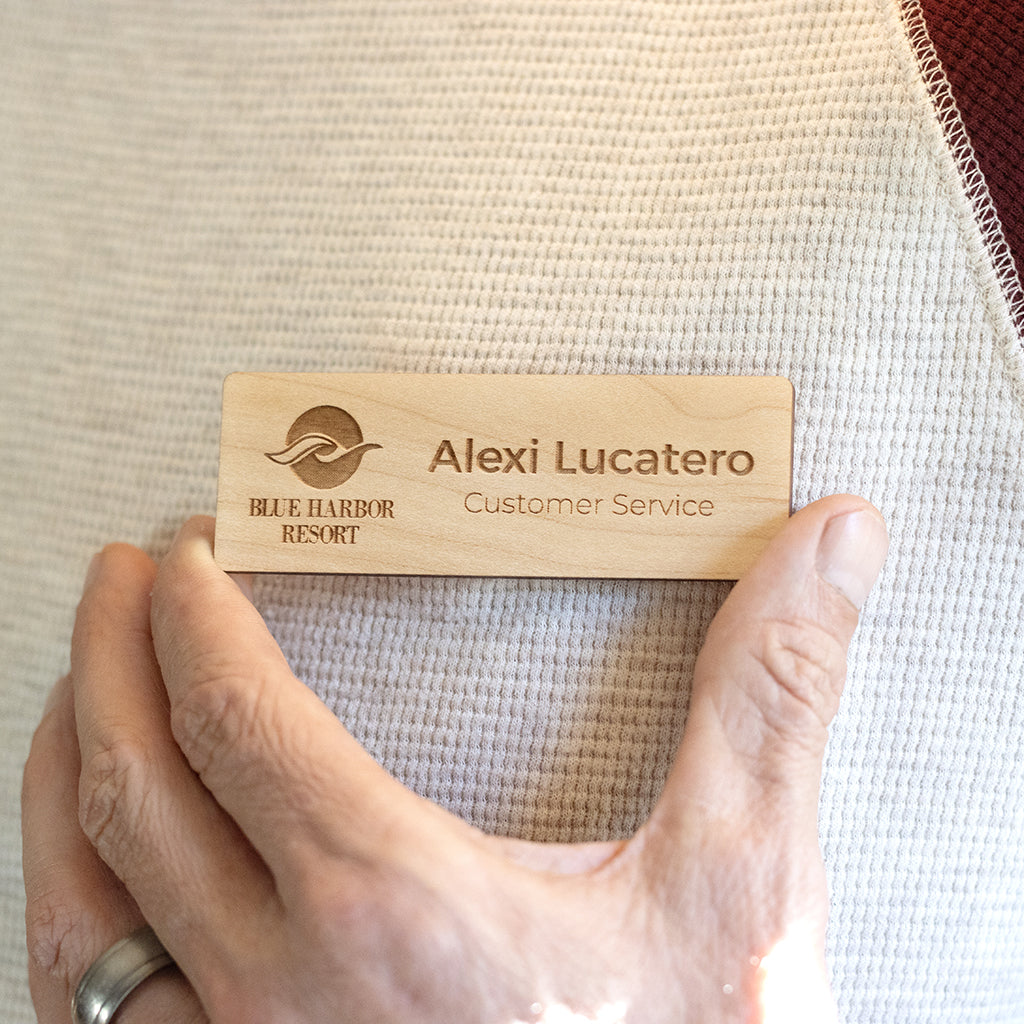 BLUE HARBOR
RESORT
Alexi Lucatero
Customer Service